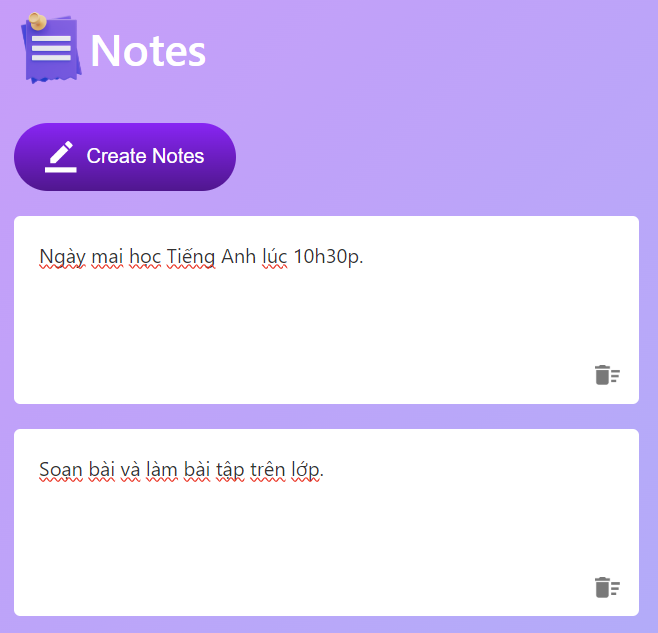 Notes
Create Notes
Ngày mai học Tiếng Anh lúc 10h30p.
Soạn bài và làm bài tập trên lớp.